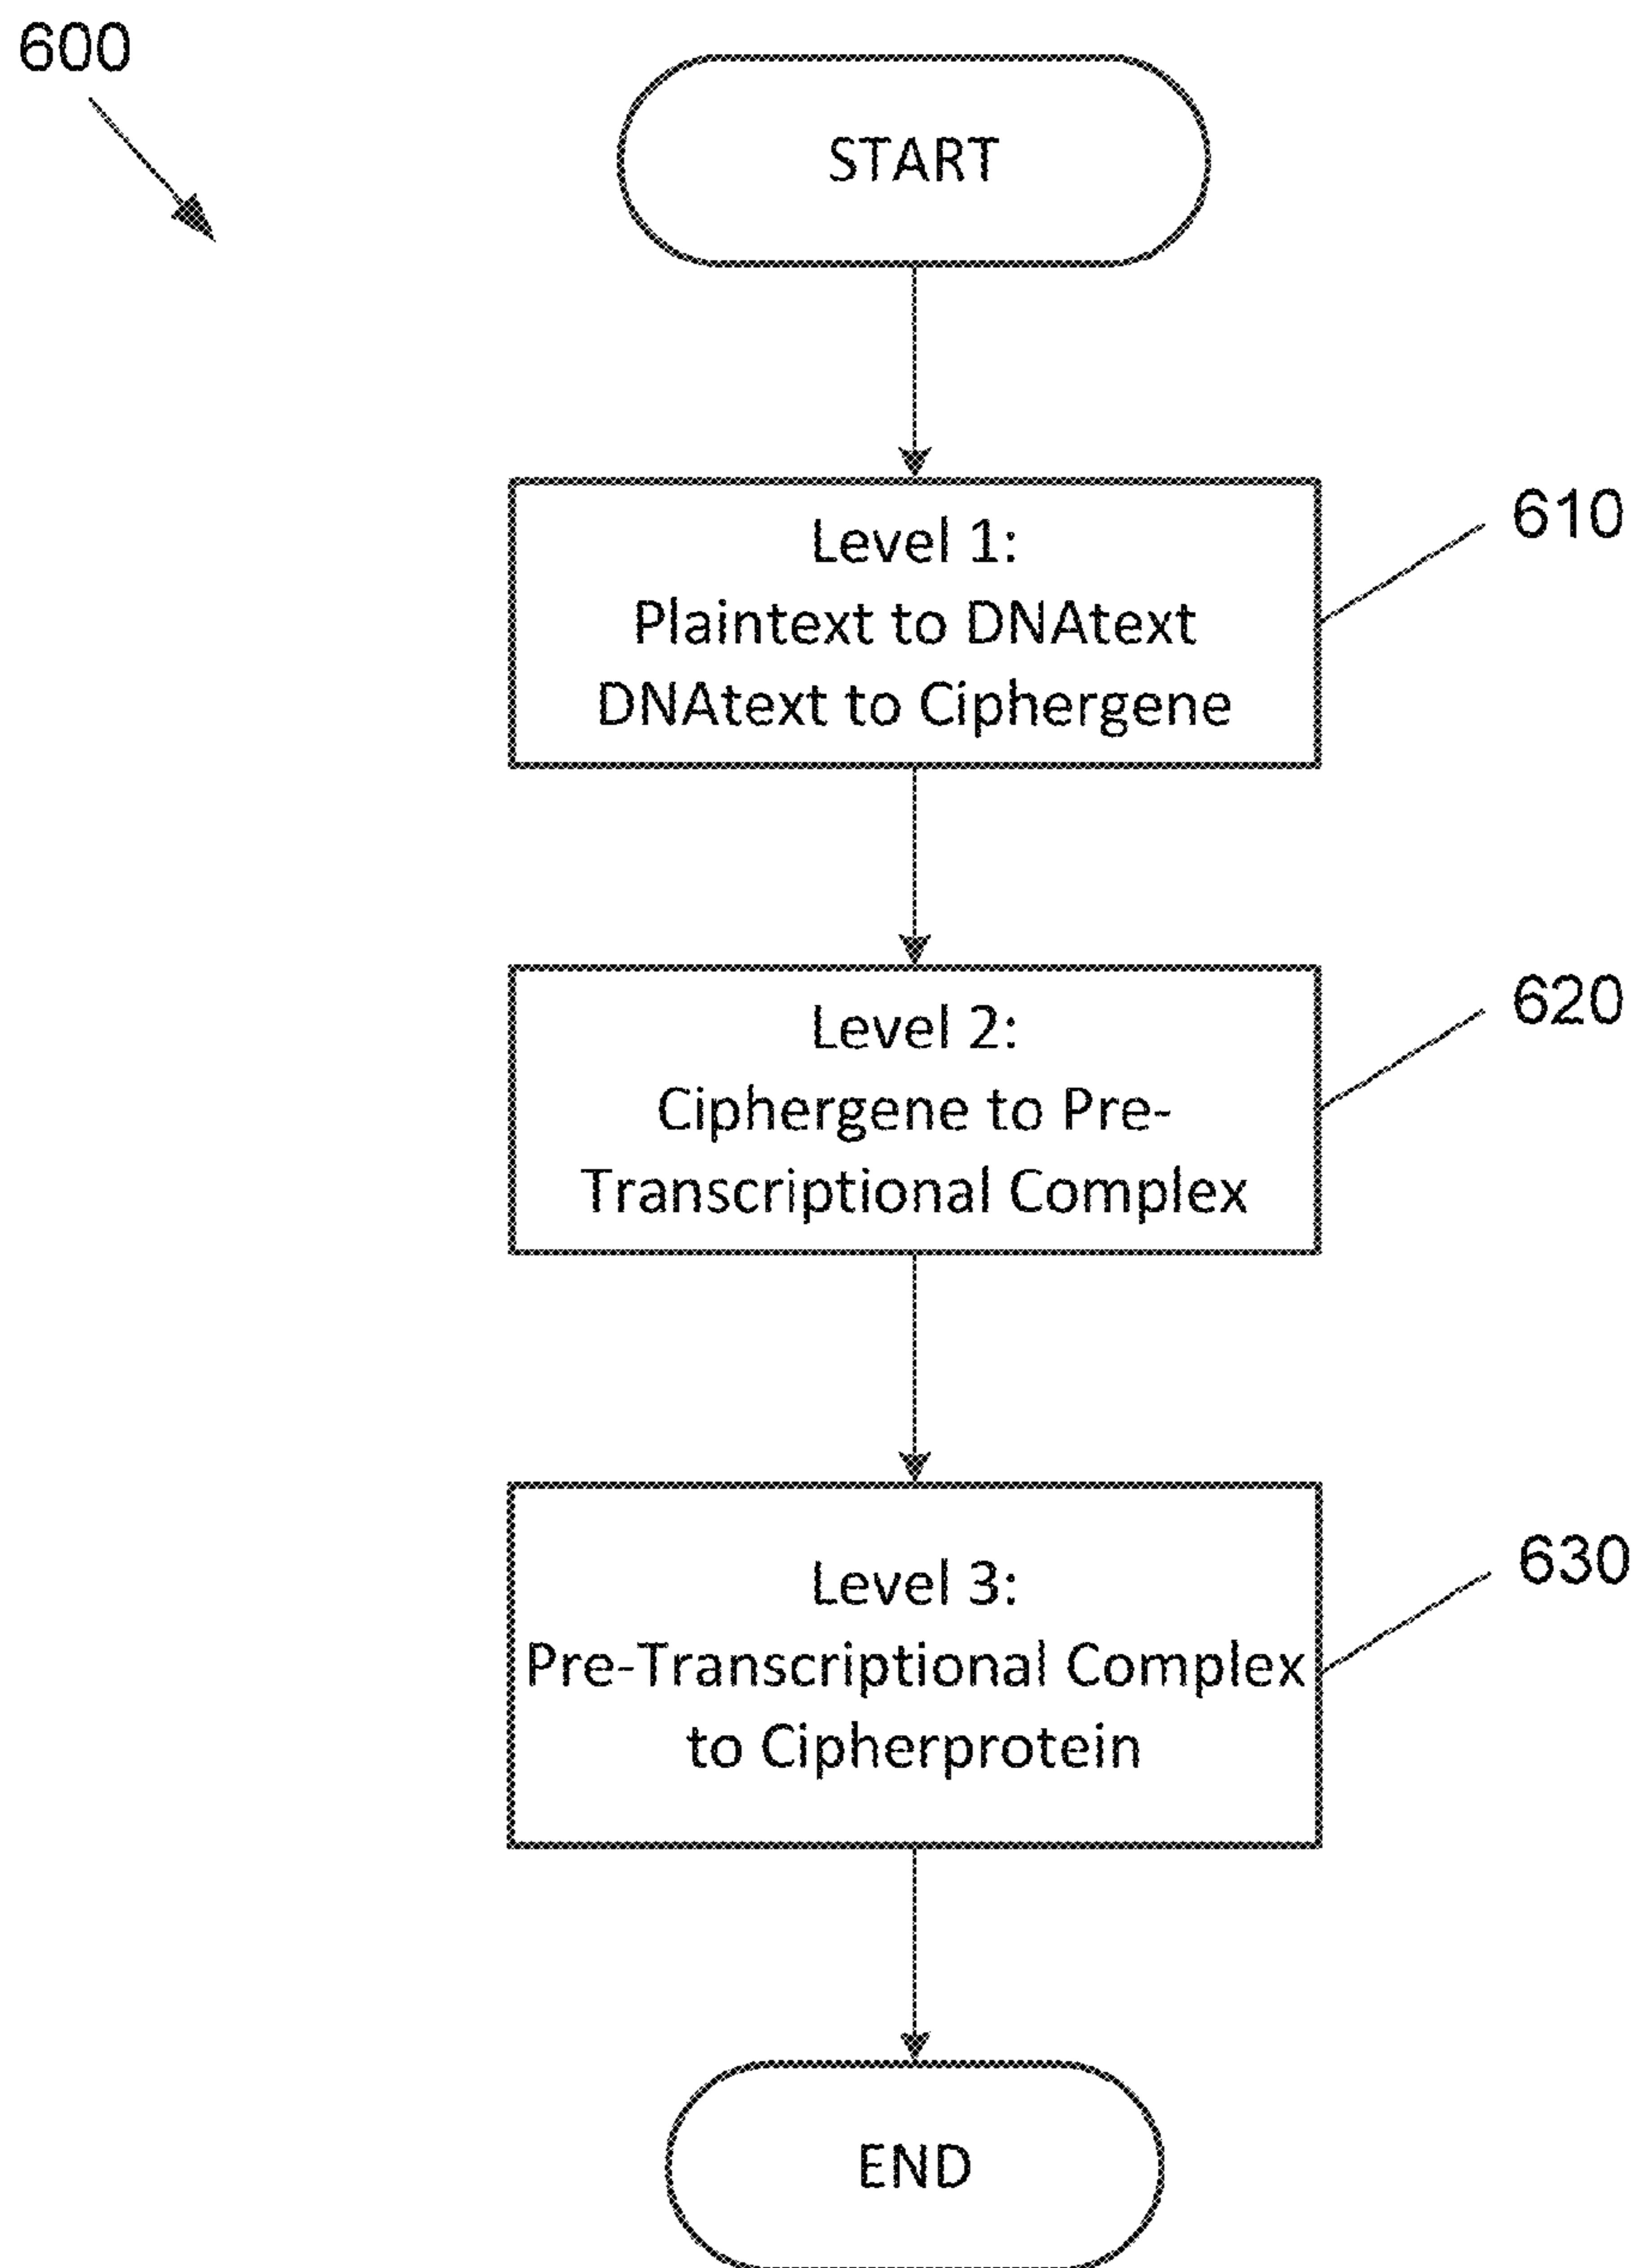 600
START
Level 1:
Plaintext to DNAtext
DNAtext to Ciphergene
610
Level 2:
Ciphergene to Pre-
Transcriptional Complex
620
Level 3:
Pre-Transcriptional Complex
to Cipherprotein
630
END